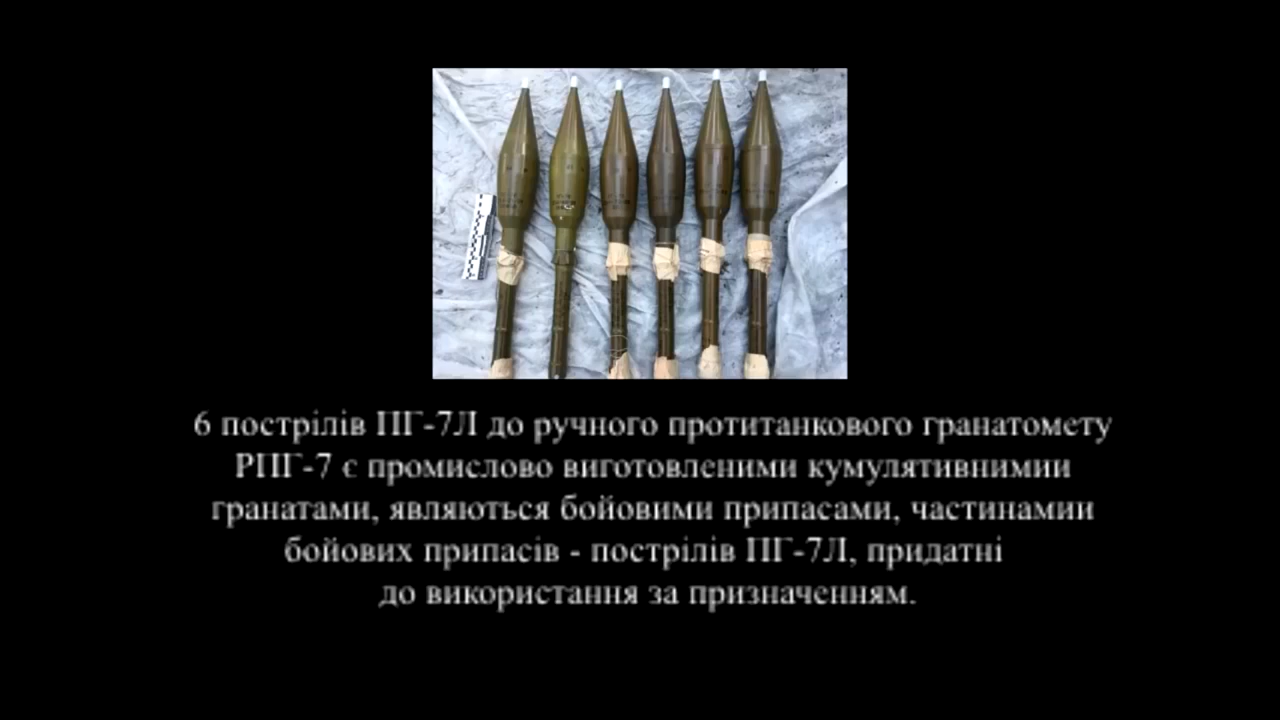 6 пострілів ПГ-7Л до ручного протитанкового гранатомету
РПГ-7 є промислово виготовленими кумулятивнимии
гранатами, являються бойовими припасами, частинамии
бойових припасів - пострілів ПГ-7Л, придатні
до використання за призначенням.